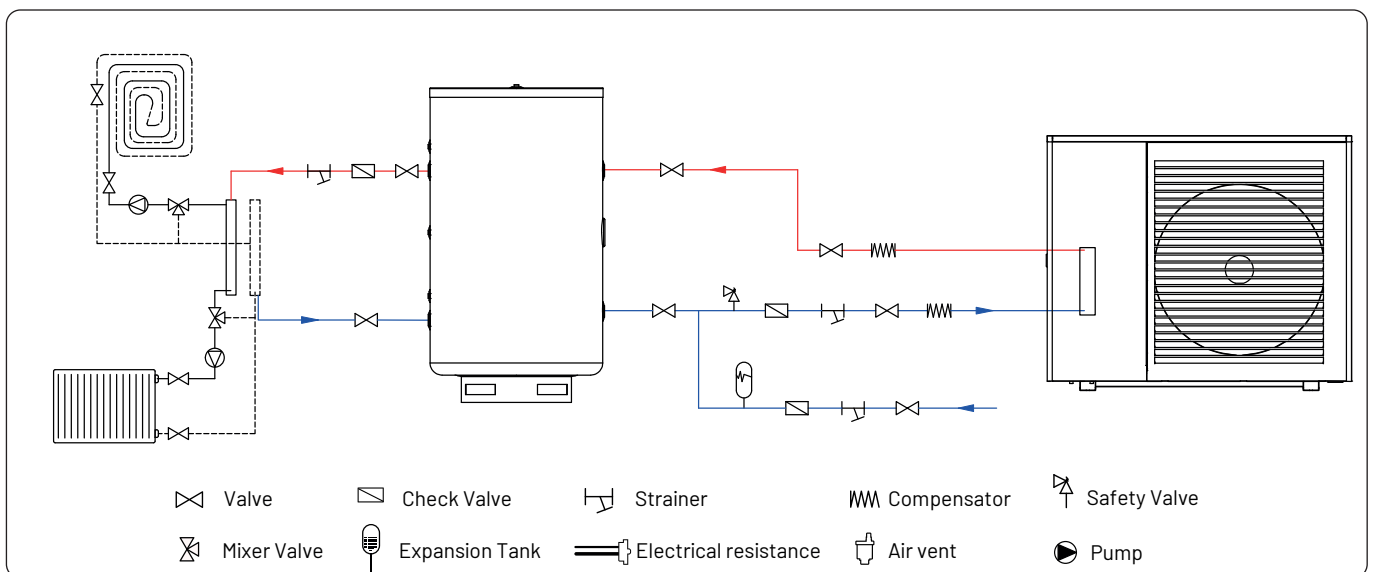 Valve Check Valve Strainer Compensator Safety Valve
Mixer Valve Expansion Tank Electrical resistance Air vent Pump